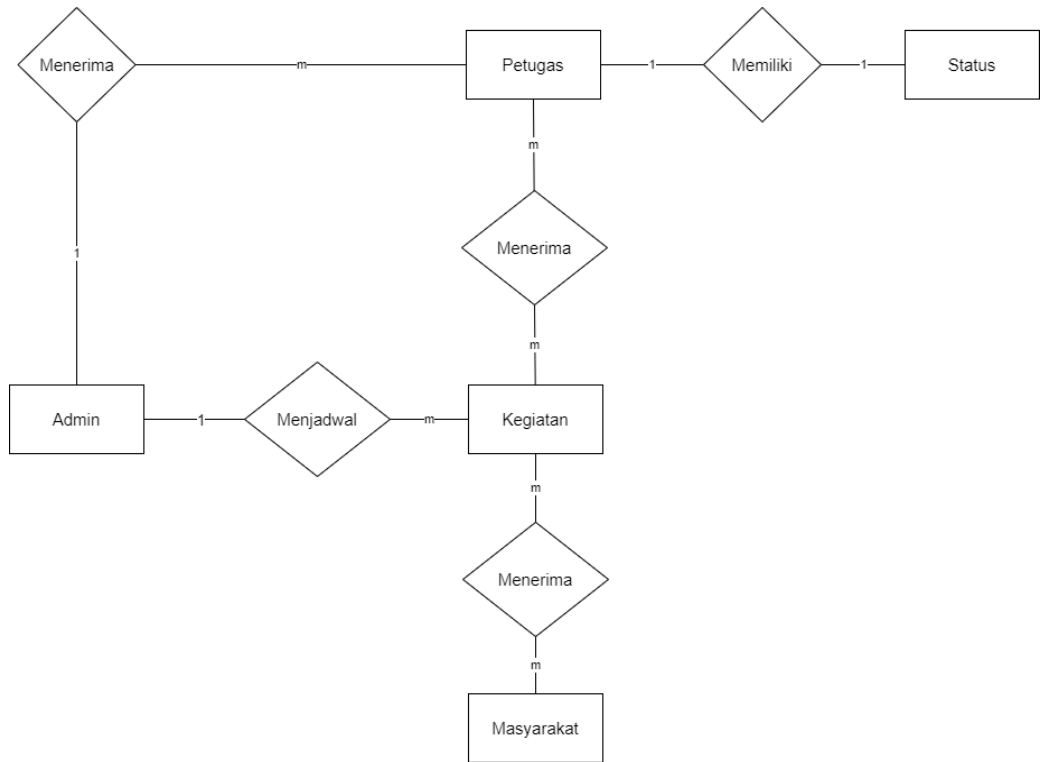 Menerima
m
Petugas
1
Memiliki
1
Status
m
Menerima
1
m
Admin
1
Menjadwal
m
Kegiatan
m
Menerima
m
Masyarakat